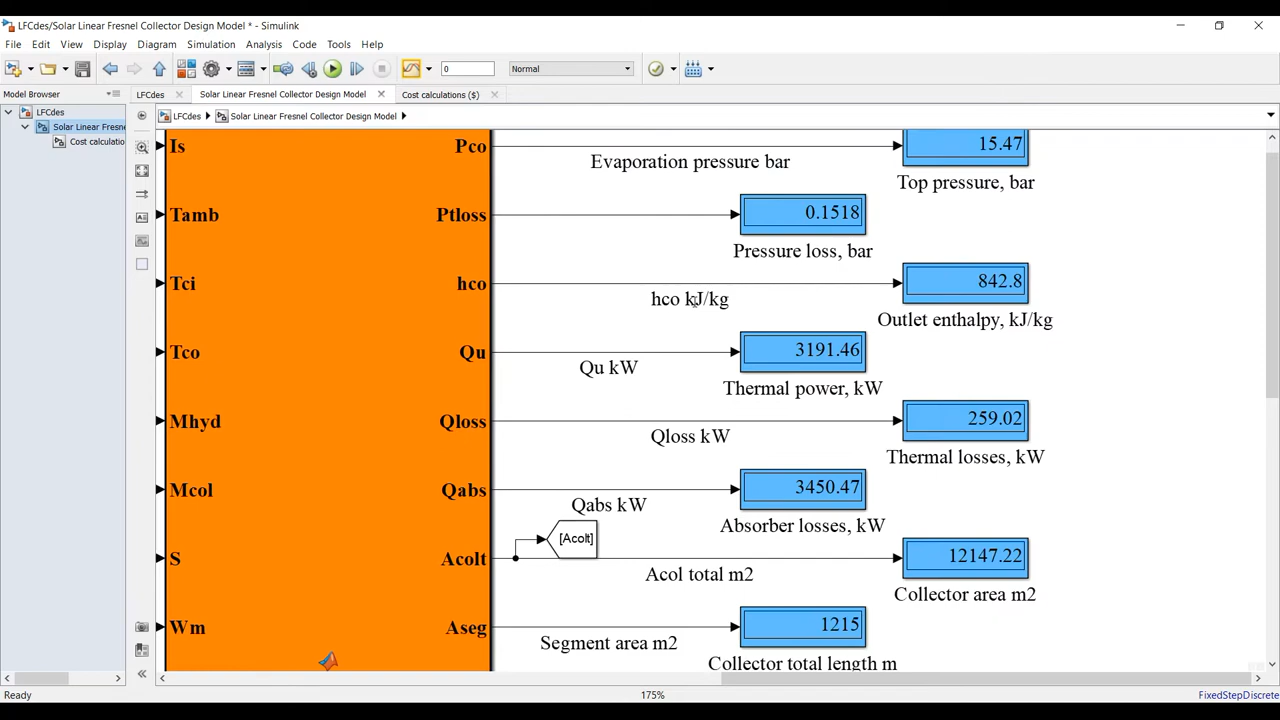 LFCdes/Solar Linear Fresnel Collector Design Model * - Simulink
File Edit View Display Diagram Simulation Analysis Code Tools Help
0 Normal
Model Browser
LFCdes Solar Linear Fresnel Collector Design Model Cost calculations ($)
LFCdes Solar Linear Fresnel Collector Design Model
LFCdes
Solar Linear Fresne
Cost calculatio
Is Pco 15.47
Evaporation pressure bar
Top pressure, bar
Tamb Ptloss 0.1518
Pressure loss, bar
Tci hco 842.8
hco kJ/kg
Outlet enthalpy, kJ/kg
Tco Qu 3191.46
Qu kW
Thermal power, kW
Mhyd Qloss 259.02
Qloss kW
Thermal losses, kW
Mcol Qabs 3450.47
Qabs kW
Absorber losses, kW
[Acolt]
S Acolt 12147.22
Acol total m2
Collector area m2
Wm Aseg 1215
Segment area m2
Collector total length m
Ready 175% FixedStepDiscrete